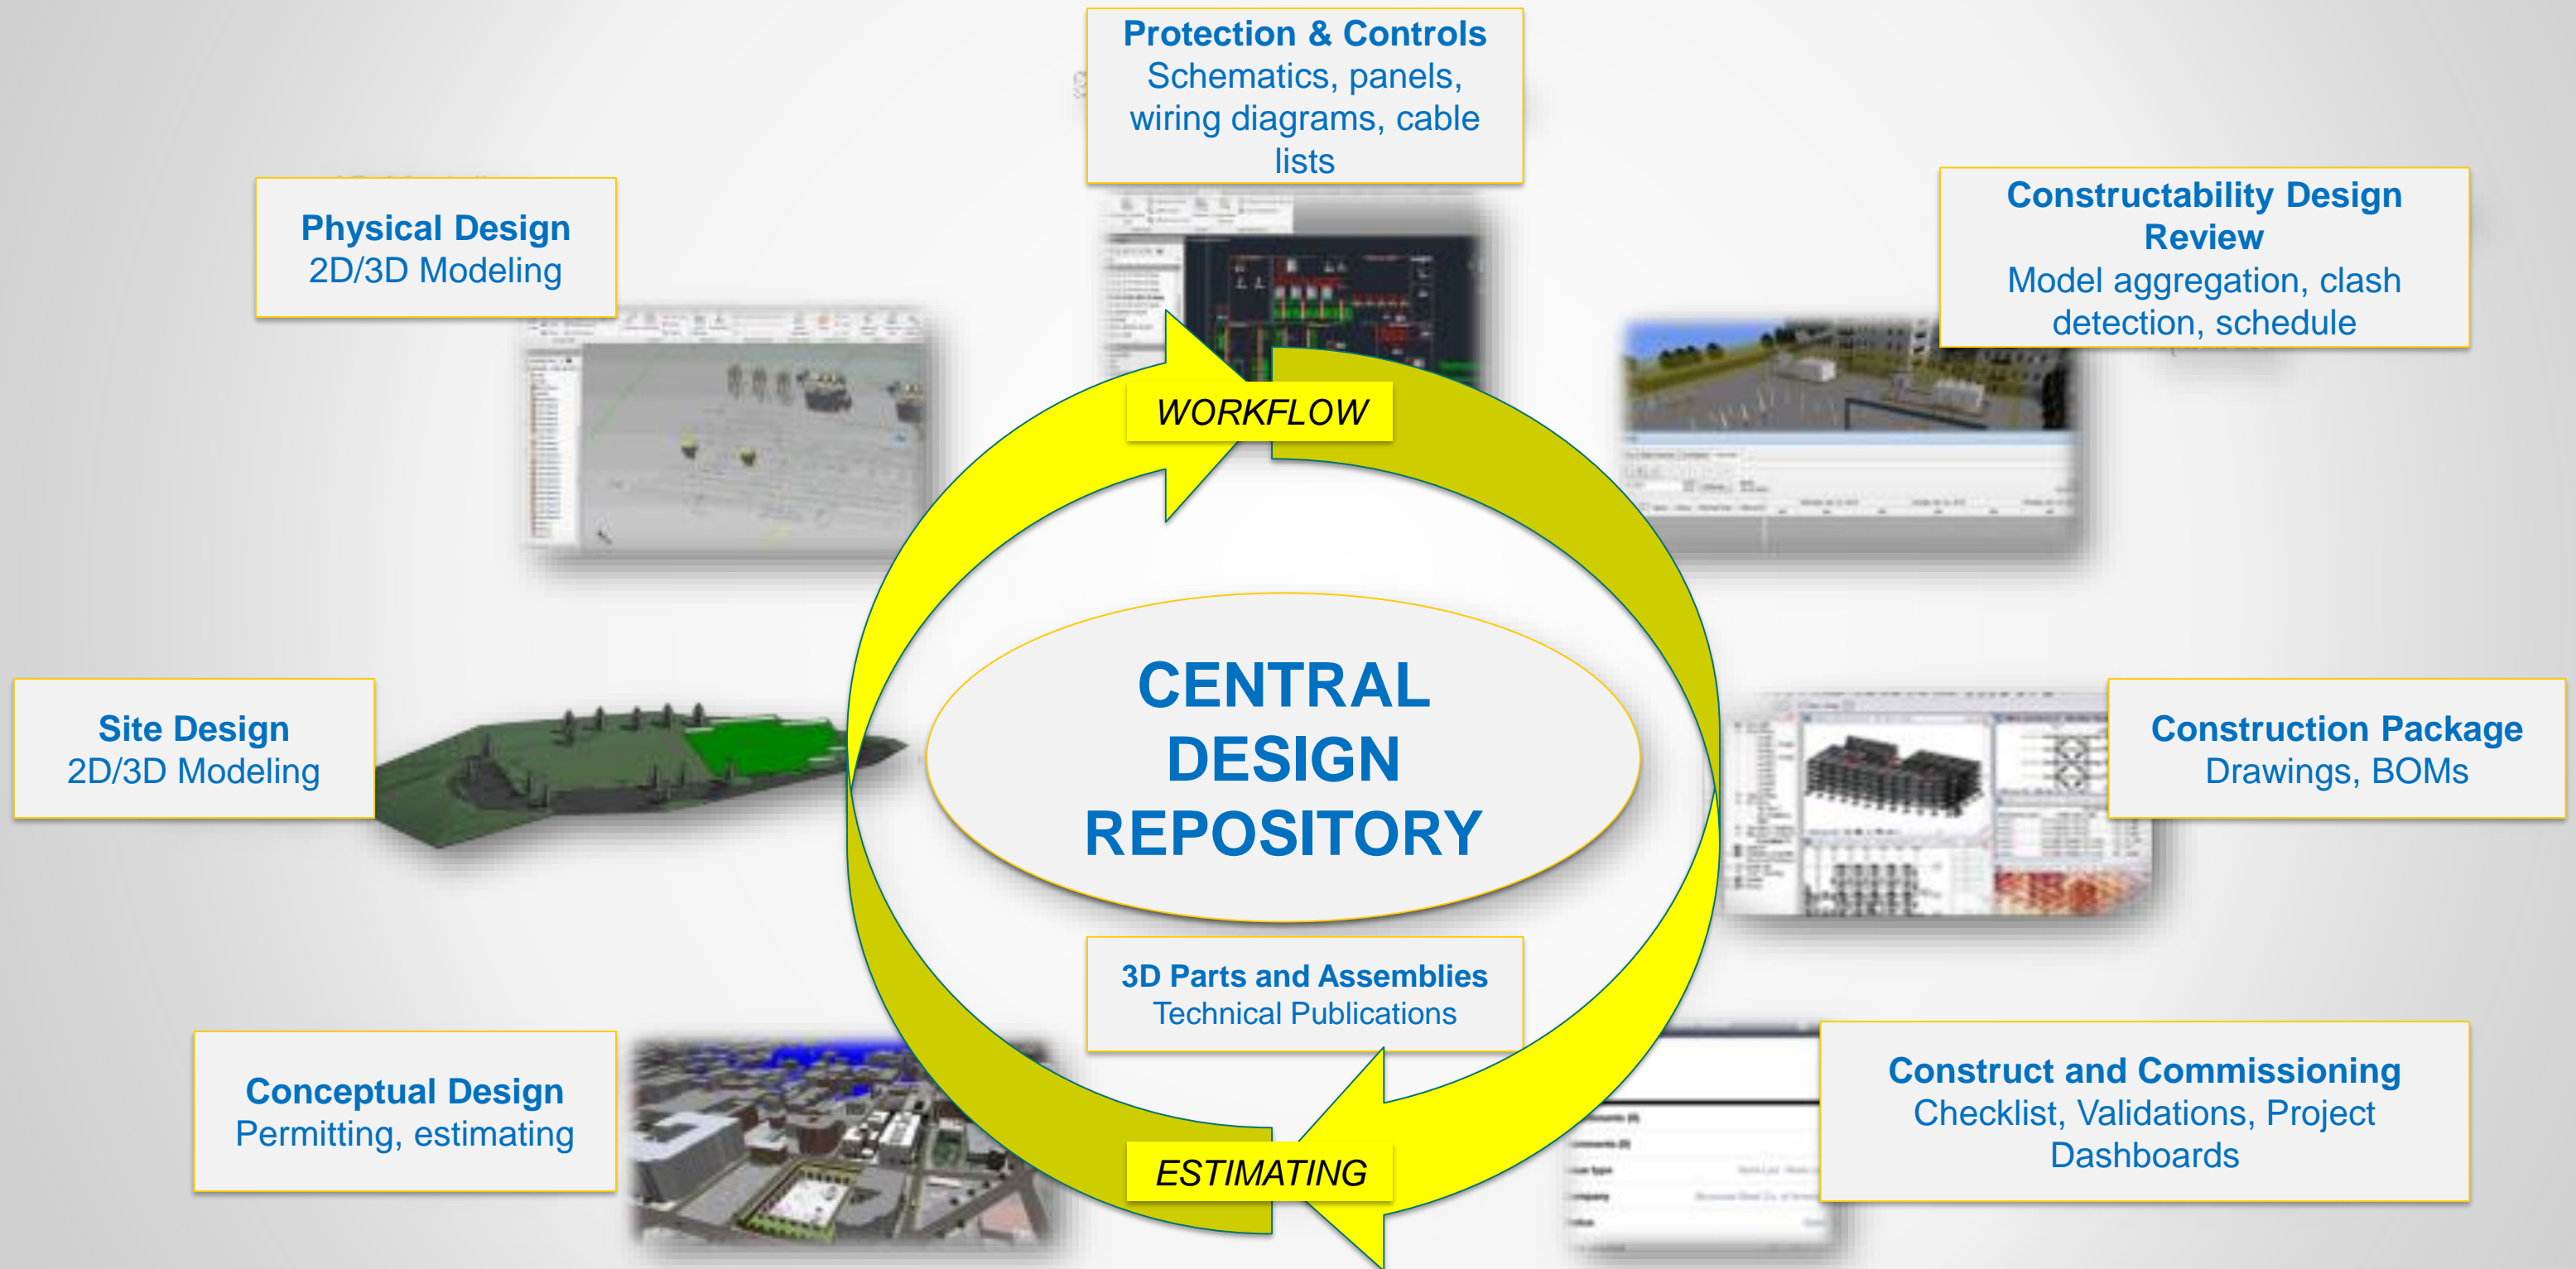 Protection & Controls
Schematics, panels,
wiring diagrams, cable
lists
Physical Design
2D/3D Modeling
Constructability Design
Review
Model aggregation, clash
detection, schedule
WORKFLOW
CENTRAL
DESIGN
REPOSITORY
Site Design
2D/3D Modeling
Construction Package
Drawings, BOMs
3D Parts and Assemblies
Technical Publications
Conceptual Design
Permitting, estimating
Construct and Commissioning
Checklist, Validations, Project
Dashboards
ESTIMATING